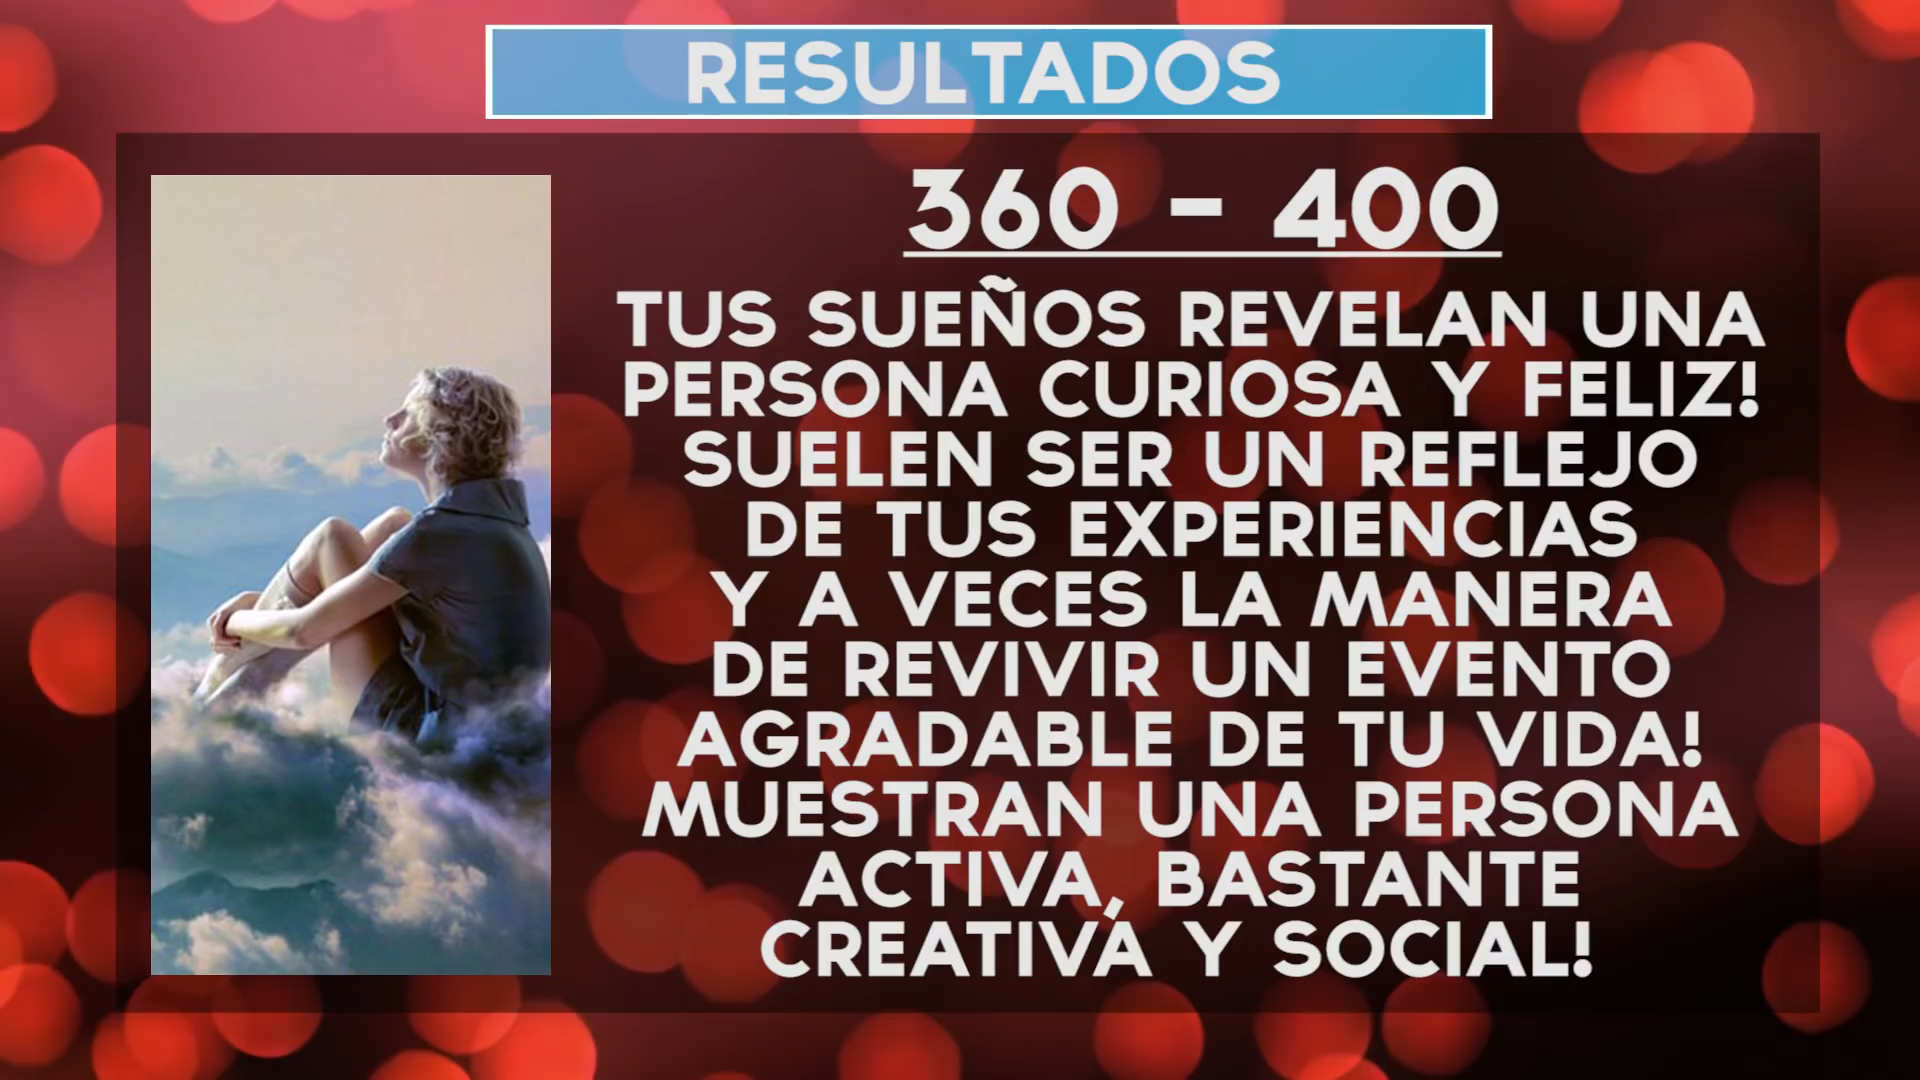 RESULTADOS
360 - 400
TUS SUEÑOS REVELAN UNA
PERSONA CURIOSA Y FELIZ!
SUELEN SER UN REFLEJO
DE TUS EXPERIENCIAS
Y A VECES LA MANERA
DE REVIVIR UN EVENTO
AGRADABLE DE TU VIDA!
MUESTRAN UNA PERSONA
ACTIVA, BASTANTE
CREATIVA Y SOCIAL!